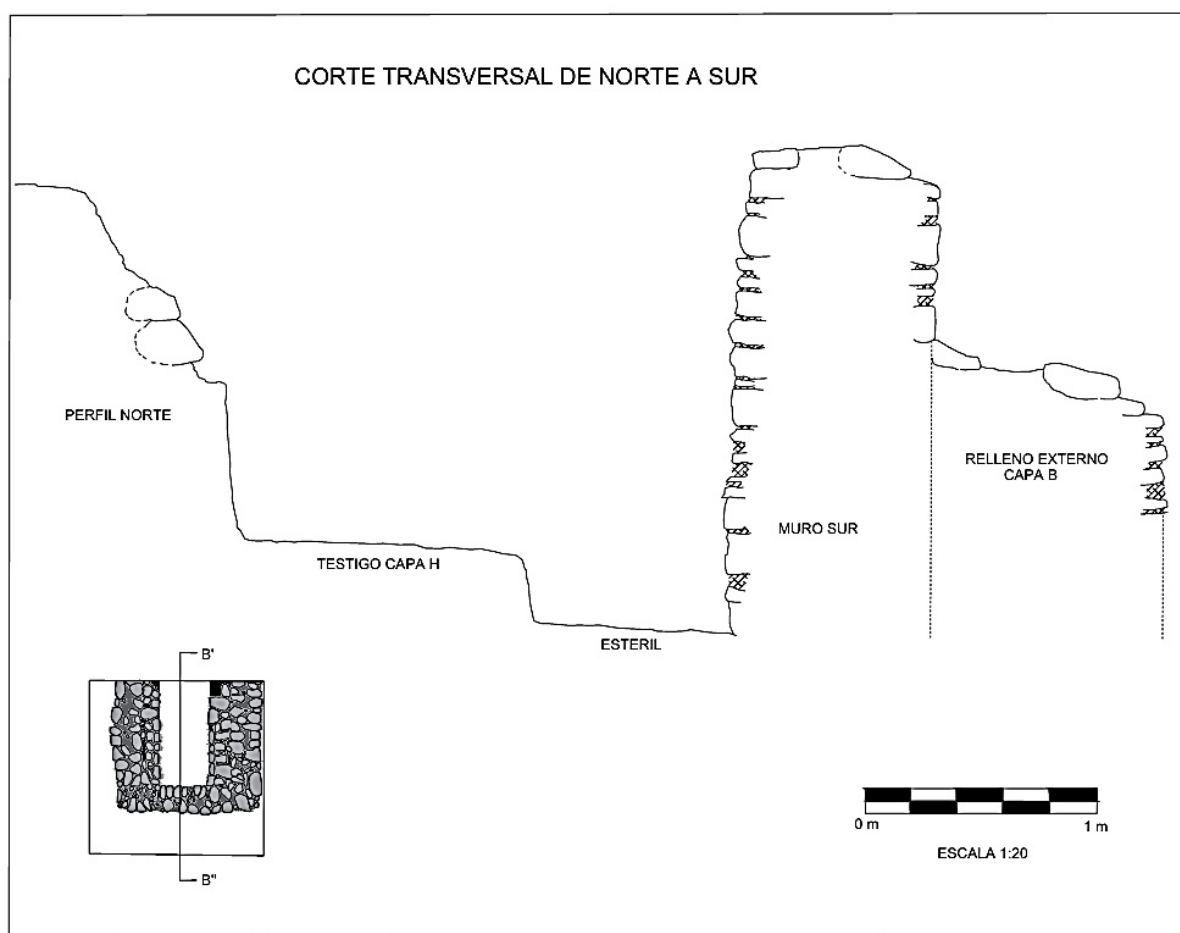 CORTE TRANSVERSAL DE NORTE A SUR
PERFIL NORTE
RELLENO EXTERNO
CAPA B
MURO SUR
TESTIGO CAPA H
ESTERIL
B'
B"
0 m
1 m
ESCALA 1:20